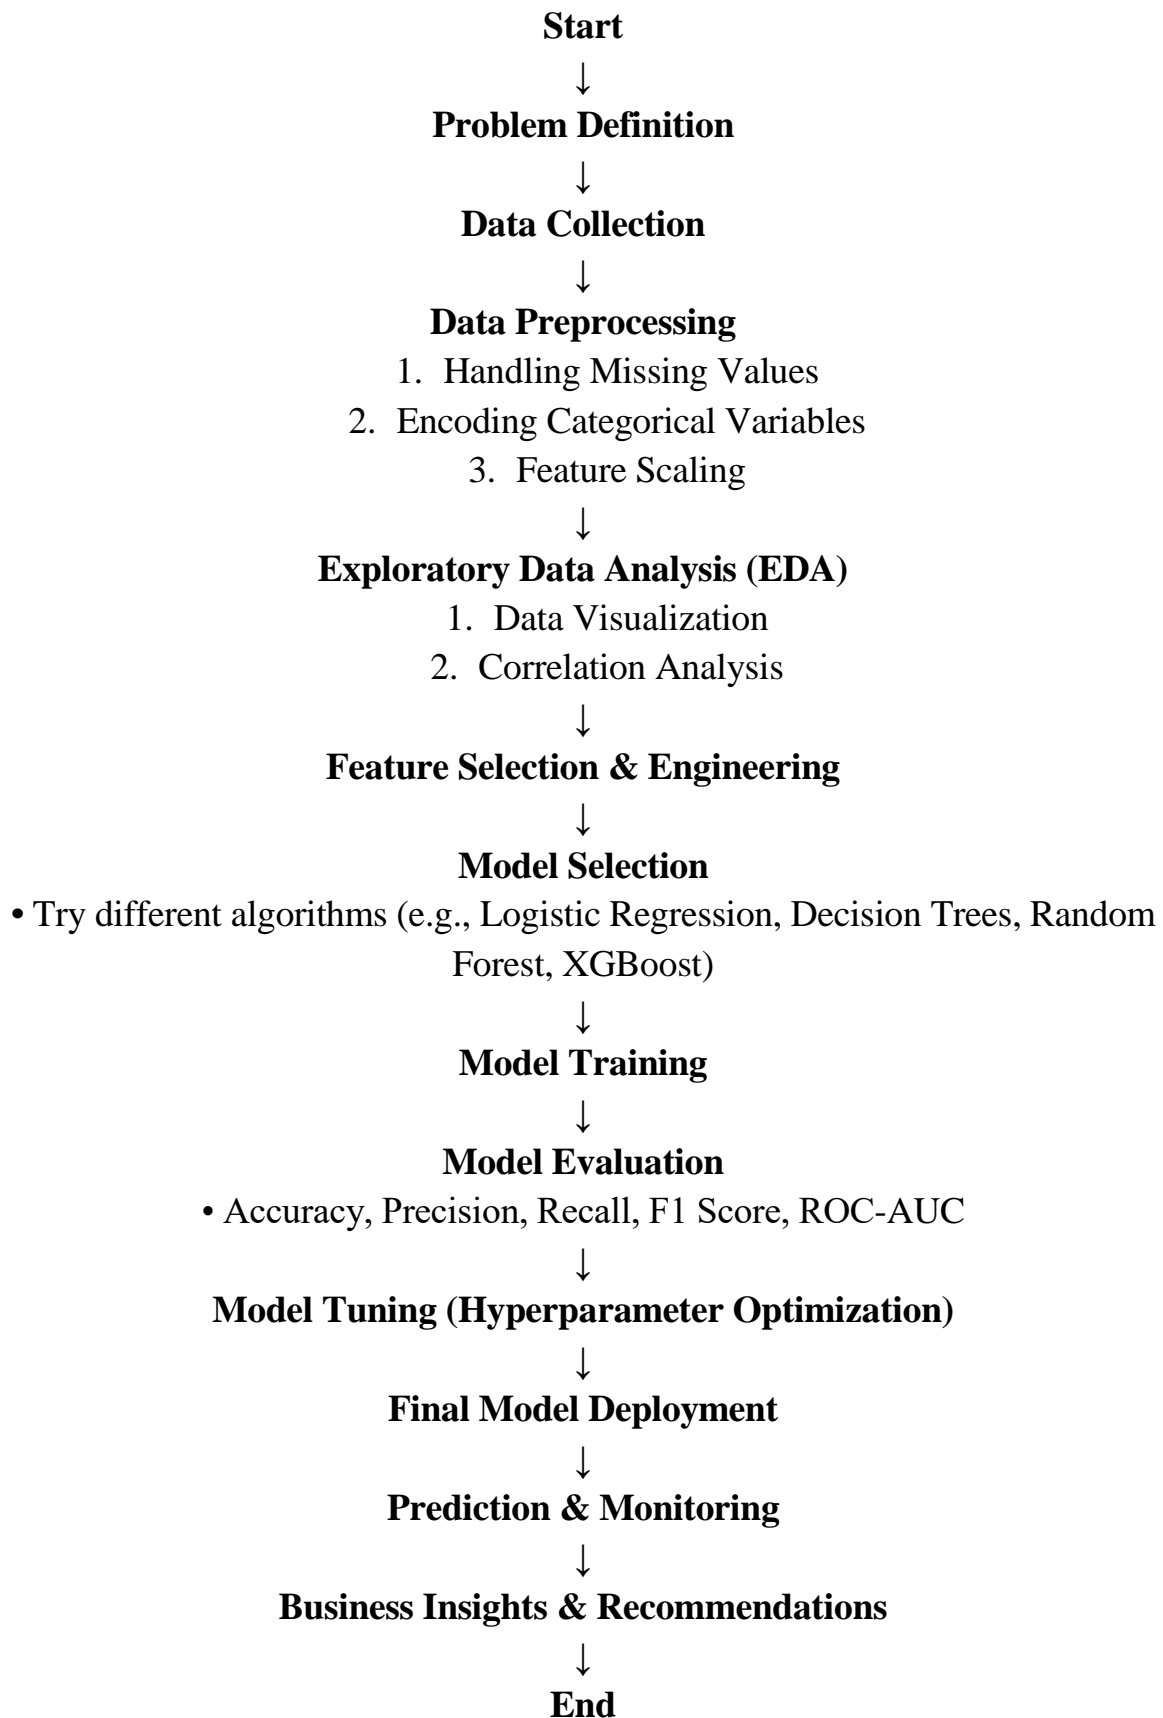 Start
↓
Problem Definition
↓
Data Collection
↓
Data Preprocessing
1. Handling Missing Values
2. Encoding Categorical Variables
3. Feature Scaling
↓
Exploratory Data Analysis (EDA)
1. Data Visualization
2. Correlation Analysis
↓
Feature Selection & Engineering
↓
Model Selection
• Try different algorithms (e.g., Logistic Regression, Decision Trees, Random
Forest, XGBoost)
↓
Model Training
↓
Model Evaluation
• Accuracy, Precision, Recall, F1 Score, ROC-AUC
↓
Model Tuning (Hyperparameter Optimization)
↓
Final Model Deployment
↓
Prediction & Monitoring
↓
Business Insights & Recommendations
↓
End